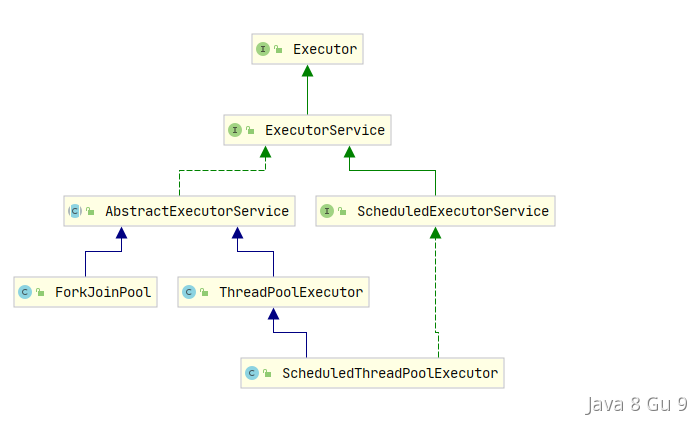 Executor
ExecutorService
AbstractExecutorService
ScheduledExecutorService
ForkJoinPool
ThreadPoolExecutor
ScheduledThreadPoolExecutor
Java 8 Gu 9